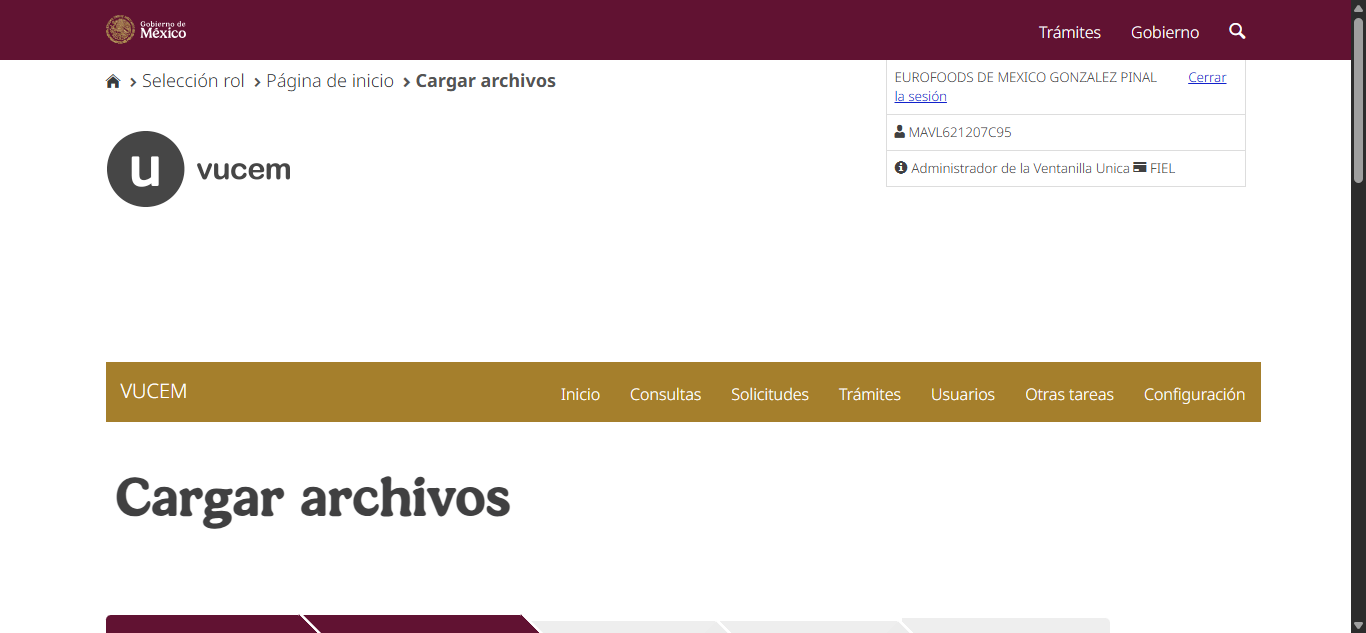 Gobierno de
México
Trámites Gobierno
Selección rol Página de inicio Cargar archivos
EUROFOODS DE MEXICO GONZALEZ PINAL Cerrar
la sesión
MAVL621207C95
Administrador de la Ventanilla Unica FIEL
u vucem
VUCEM Inicio Consultas Solicitudes Trámites Usuarios Otras tareas Configuración
Cargar archivos